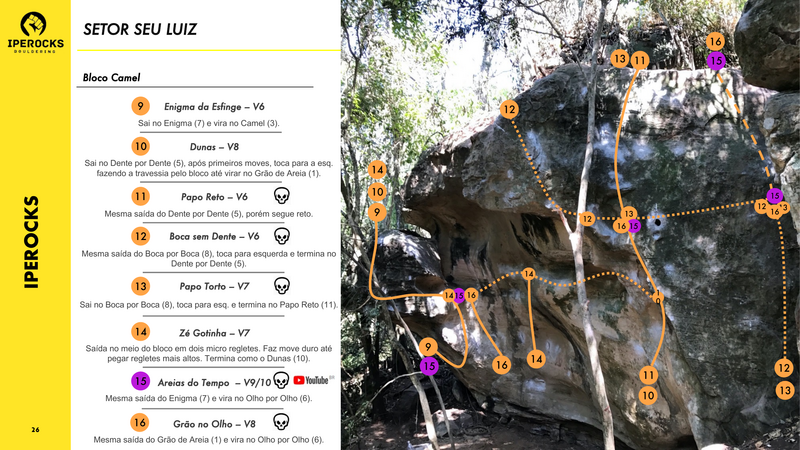 IPEROCKS
BOULDERING
SETOR SEU LUIZ
Bloco Camel
9 Enigma da Esfinge – V6
Sai no Enigma (7) e vira no Camel (3).
10 Dunas – V8
Sai no Dente por Dente (5), após primeiros moves, toca para a esq.
fazendo a travessia pelo bloco até virar no Grão de Areia (1).
11 Papo Reto – V6
Mesma saída do Dente por Dente (5), porém segue reto.
12 Boca sem Dente – V6
Mesma saída do Boca por Boca (8), toca para esquerda e termina no
Dente por Dente (5).
13 Papo Torto – V7
Sai no Boca por Boca (8), toca para esq. e termina no Papo Reto (11).
14 Zé Gotinha – V7
Saída no meio do bloco em dois micro regletes. Faz move duro até
pegar regletes mais altos. Termina como o Dunas (10).
15 Areias do Tempo – V9/10 YouTube
Mesma saída do Enigma (7) e vira no Olho por Olho (6).
16 Grão no Olho – V8
Mesma saída do Grão de Areia (1) e vira no Olho por Olho (6).
IPEROCKS
26
16
13 11 15
12
14
10
9
15
12 13
16
12
13
16 15
14
14 15 16
1
0
9
15
16
14
11
10
12
13